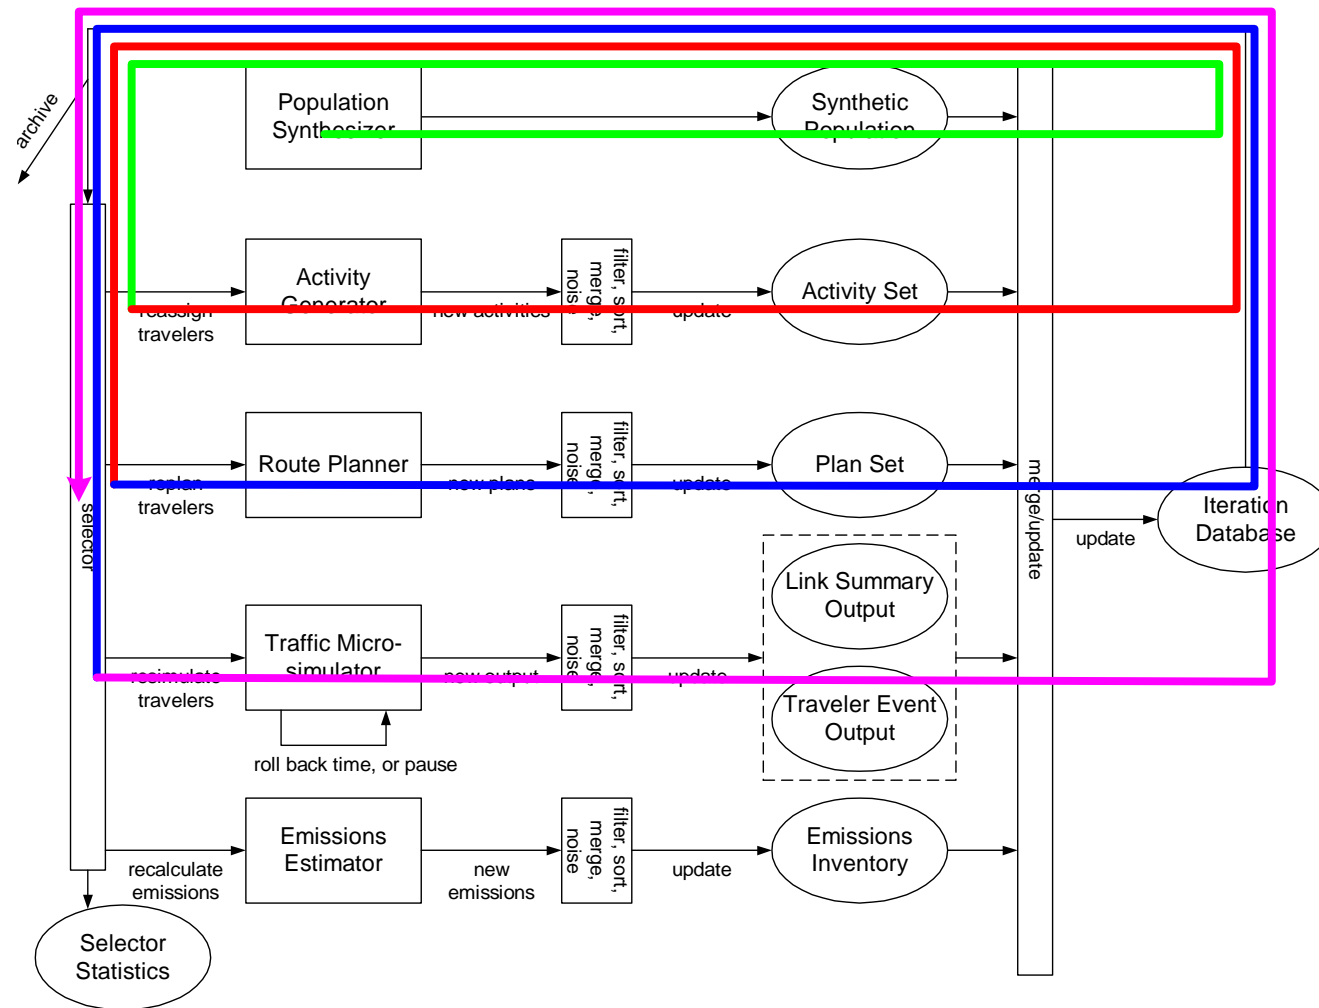 archive
Population
Synthesizer
Synthetic
Population
Activity
Generator
reassign
travelers
new activities
filter, sort,
merge,
noise
update
Activity Set
Route Planner
replan
travelers
new plans
filter, sort,
merge,
noise
update
Plan Set
selector
merge/update
update
Iteration
Database
Link Summary
Output
Traffic Micro-
simulator
resimulate
travelers
new output
filter, sort,
merge,
noise
update
Traveler Event
Output
roll back time, or pause
Emissions
Estimator
recalculate
emissions
new
emissions
filter, sort,
merge,
noise
update
Emissions
Inventory
Selector
Statistics